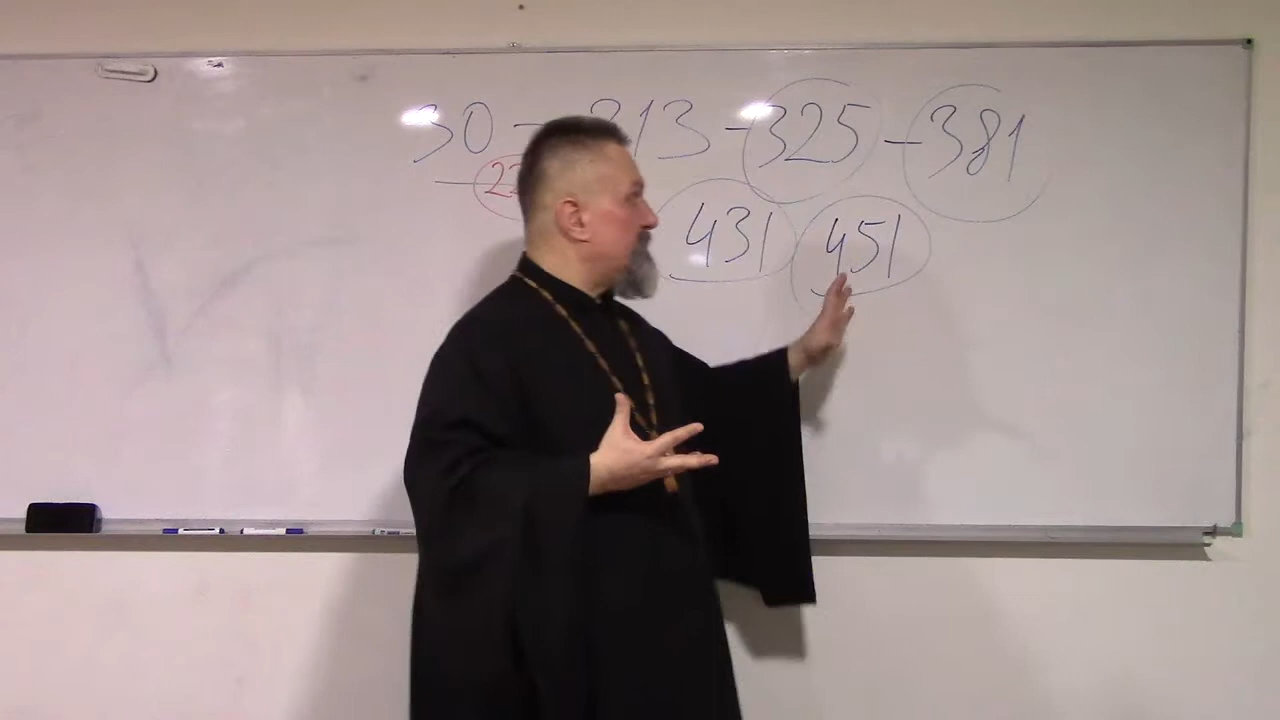 30 – 313 – 325 – 381
431 451